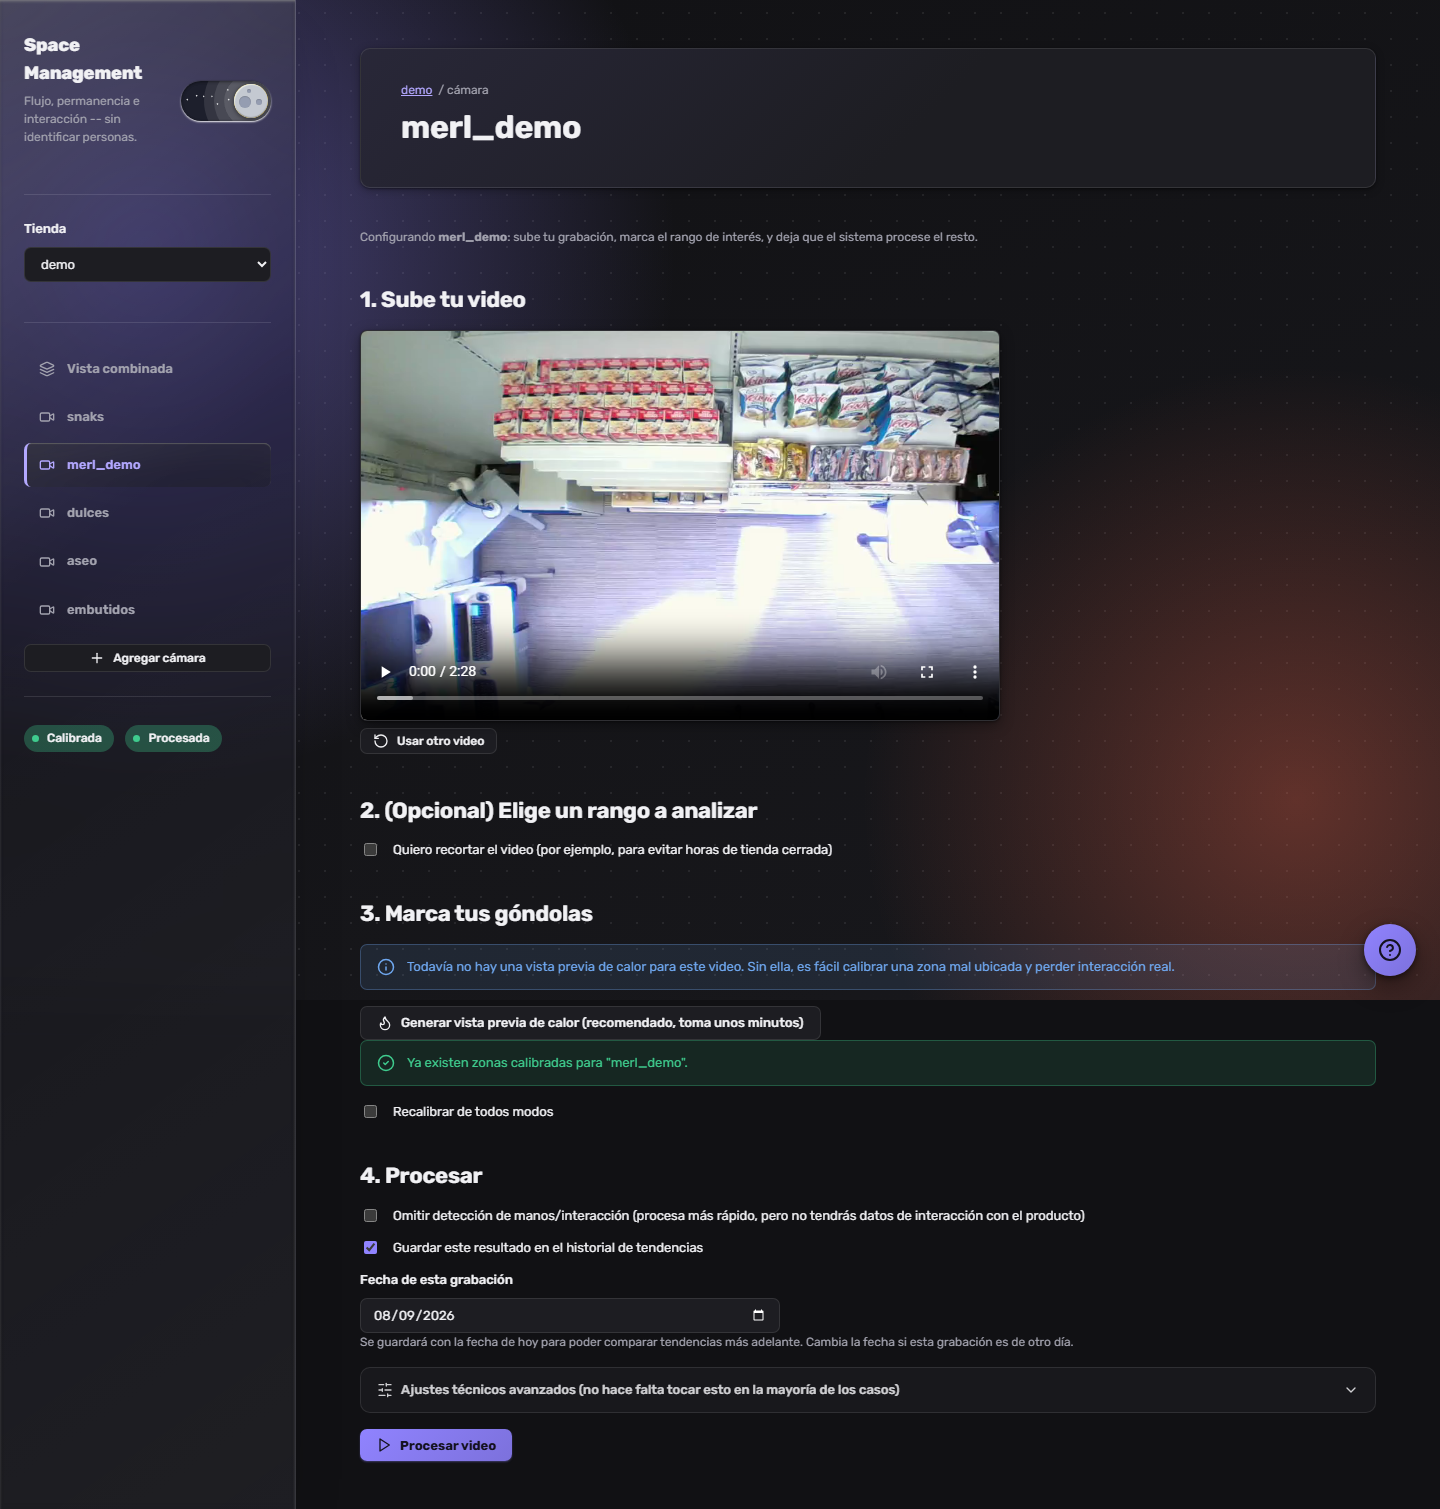 Space
Management
Flujo, permanencia e
interacción -- sin
identificar personas.
Tienda
demo
Vista combinada
snaks
merl_demo
dulces
aseo
embutidos
Agregar cámara
Calibrada
Procesada
demo / cámara
merl_demo
Configurando merl_demo: sube tu grabación, marca el rango de interés, y deja que el sistema procese el resto.
1. Sube tu video
0:00 / 2:28
Usar otro video
2. (Opcional) Elige un rango a analizar
Quiero recortar el video (por ejemplo, para evitar horas de tienda cerrada)
3. Marca tus góndolas
Todavía no hay una vista previa de calor para este video. Sin ella, es fácil calibrar una zona mal ubicada y perder interacción real.
Generar vista previa de calor (recomendado, toma unos minutos)
Ya existen zonas calibradas para "merl_demo".
Recalibrar de todos modos
4. Procesar
Omitir detección de manos/interacción (procesa más rápido, pero no tendrás datos de interacción con el producto)
Guardar este resultado en el historial de tendencias
Fecha de esta grabación
08/09/2026
Se guardará con la fecha de hoy para poder comparar tendencias más adelante. Cambia la fecha si esta grabación es de otro día.
Ajustes técnicos avanzados (no hace falta tocar esto en la mayoría de los casos)
Procesar video